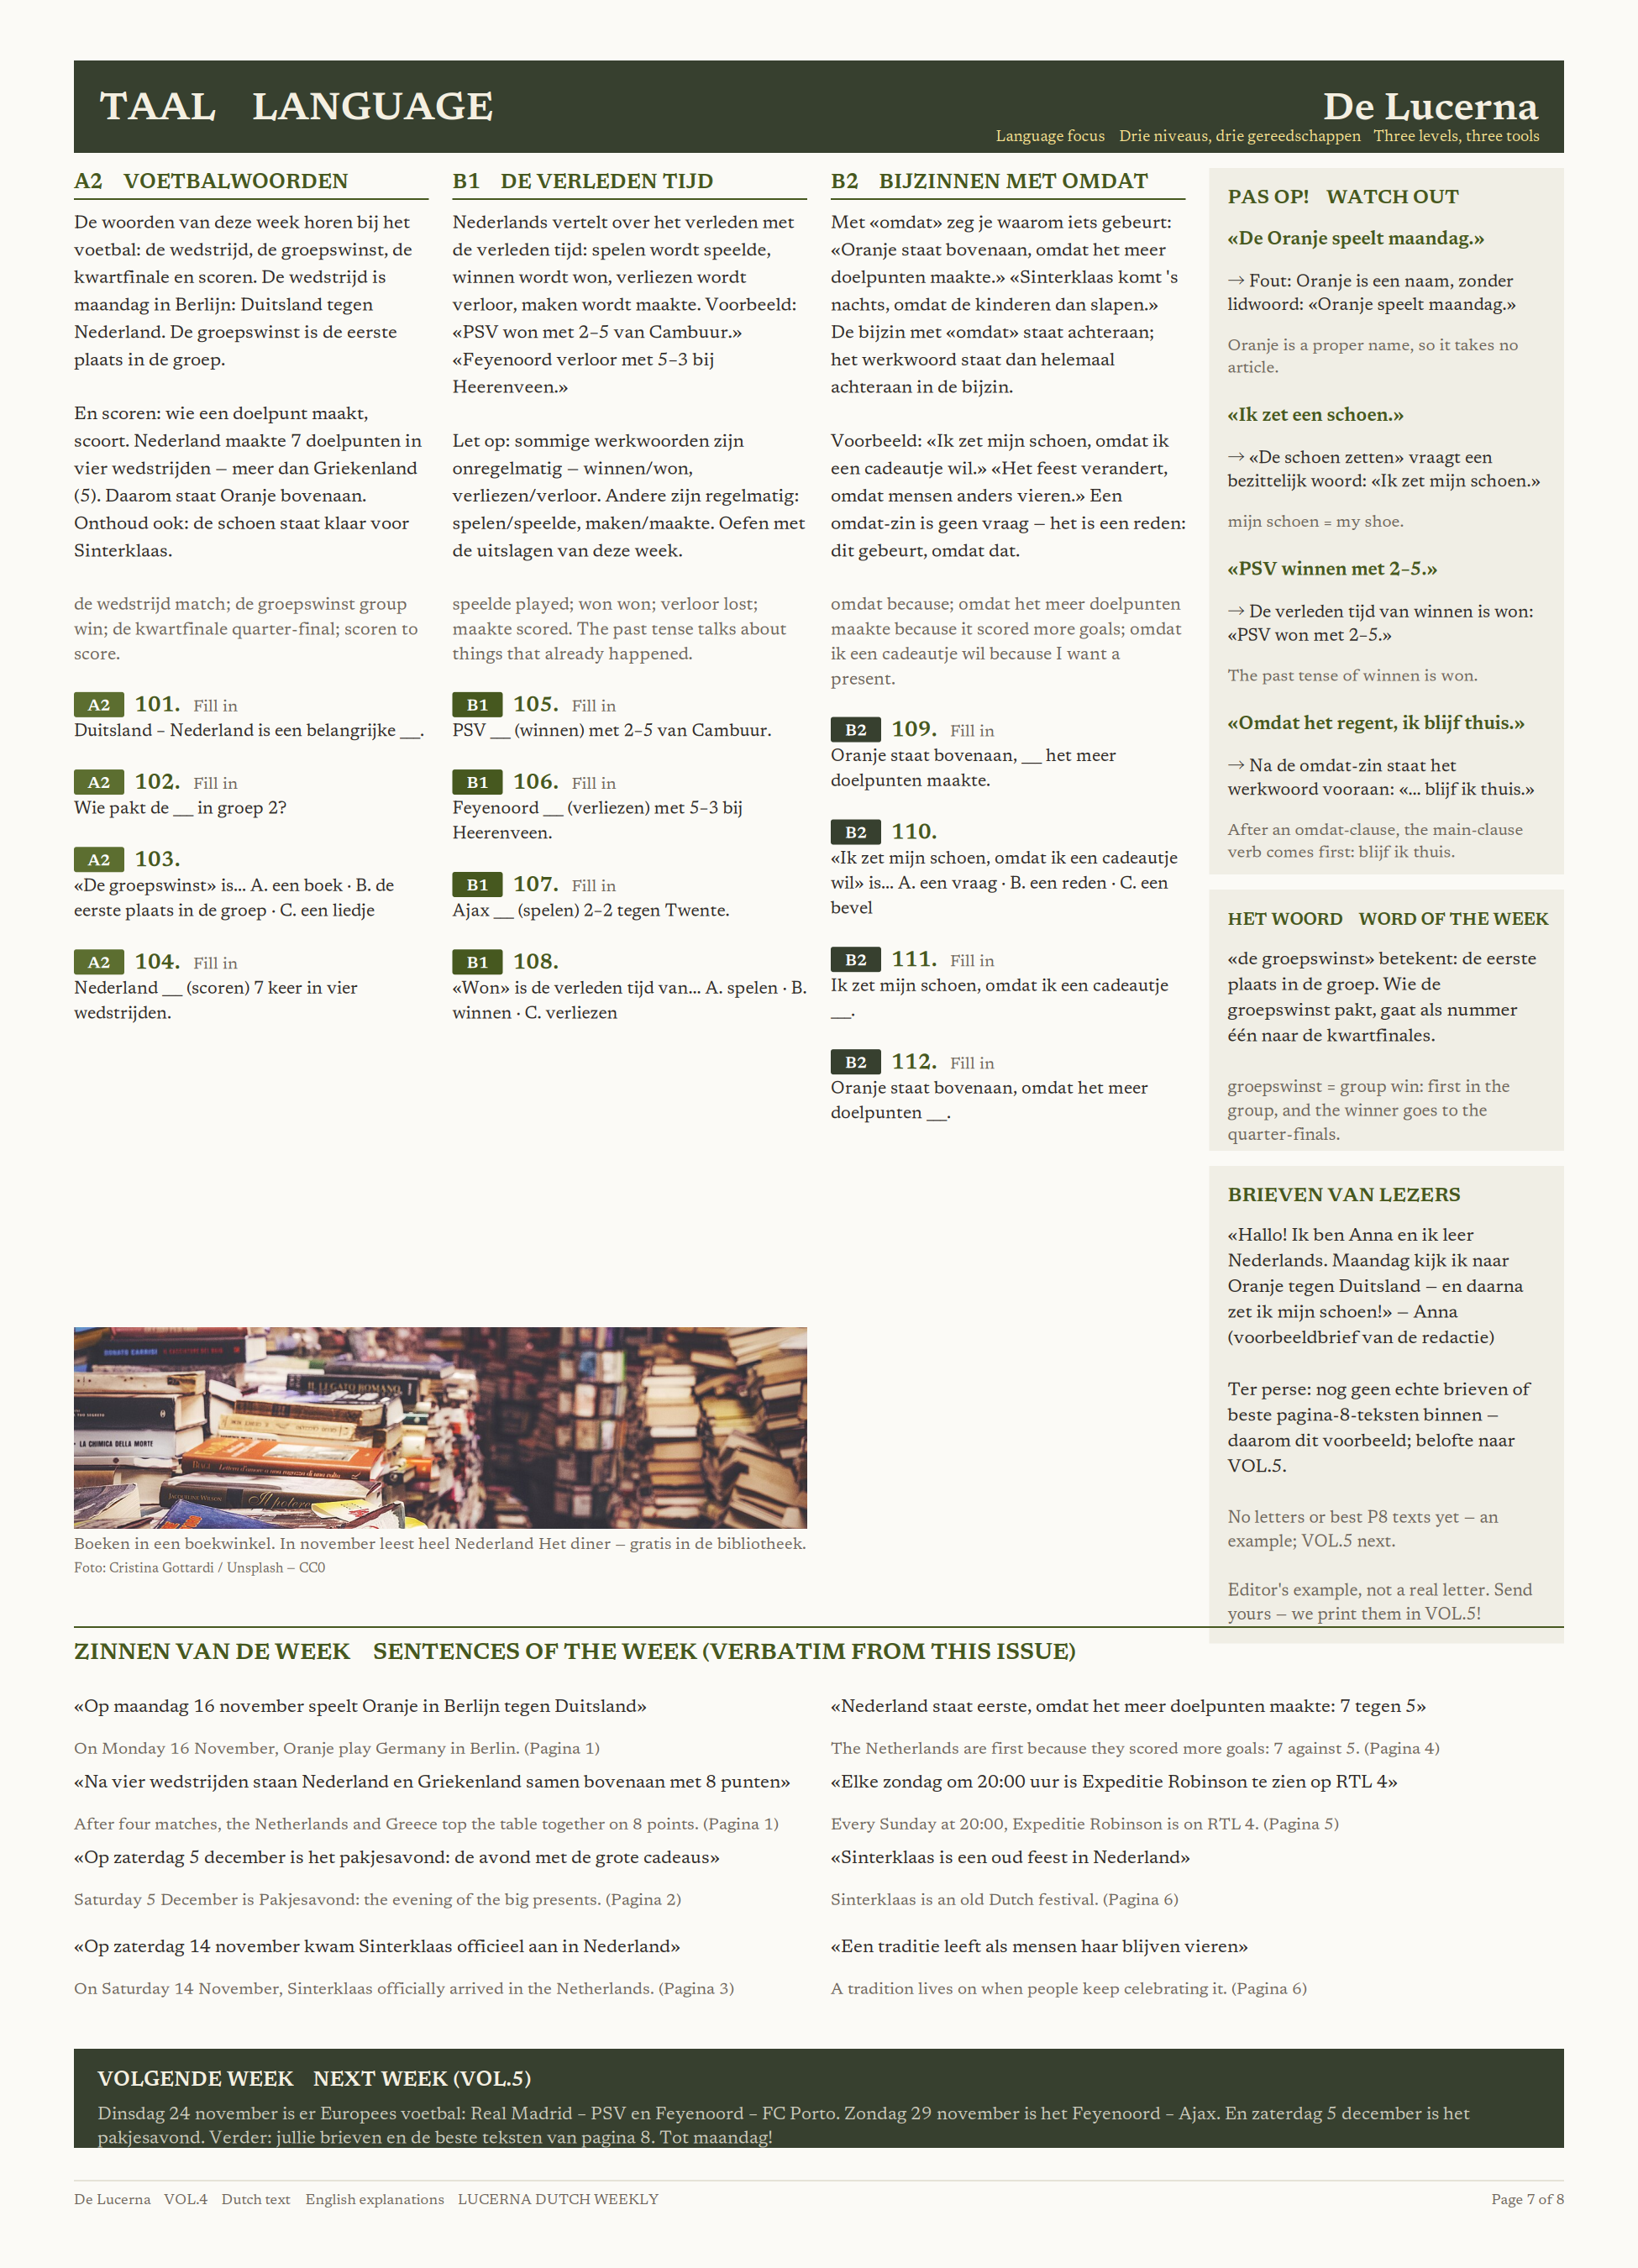 TAAL LANGUAGE
De Lucerna
Language focus Drie niveaus, drie gereedschappen Three levels, three tools
A2 VOETBALWOORDEN
De woorden van deze week horen bij het
voetbal: de wedstrijd, de groepswinst, de
kwartfinale en scoren. De wedstrijd is
maandag in Berlijn: Duitsland tegen
Nederland. De groepswinst is de eerste
plaats in de groep.
En scoren: wie een doelpunt maakt,
scoort. Nederland maakte 7 doelpunten in
vier wedstrijden – meer dan Griekenland
(5). Daarom staat Oranje bovenaan.
Onthoud ook: de schoen staat klaar voor
Sinterklaas.
de wedstrijd match; de groepswinst group
win; de kwartfinale quarter-final; scoren to
score.
A2 101. Fill in
Duitsland – Nederland is een belangrijke __.
A2 102. Fill in
Wie pakt de __ in groep 2?
A2 103.
«De groepswinst» is... A. een boek · B. de
eerste plaats in de groep · C. een liedje
A2 104. Fill in
Nederland __ (scoren) 7 keer in vier
wedstrijden.
B1 DE VERLEDEN TIJD
Nederlands vertelt over het verleden met
de verleden tijd: spelen wordt speelde,
winnen wordt won, verliezen wordt
verloor, maken wordt maakte. Voorbeeld:
«PSV won met 2–5 van Cambuur.»
«Feyenoord verloor met 5–3 bij
Heerenveen.»
Let op: sommige werkwoorden zijn
onregelmatig – winnen/won,
verliezen/verloor. Andere zijn regelmatig:
spelen/speelde, maken/maakte. Oefen met
de uitslagen van deze week.
speelde played; won won; verloor lost;
maakte scored. The past tense talks about
things that already happened.
B1 105. Fill in
PSV __ (winnen) met 2–5 van Cambuur.
B1 106. Fill in
Feyenoord __ (verliezen) met 5–3 bij
Heerenveen.
B1 107. Fill in
Ajax __ (spelen) 2–2 tegen Twente.
B1 108.
«Won» is de verleden tijd van... A. spelen · B.
winnen · C. verliezen
B2 BIJZINNEN MET OMDAT
Met «omdat» zeg je waarom iets gebeurt:
«Oranje staat bovenaan, omdat het meer
doelpunten maakte.» «Sinterklaas komt 's
nachts, omdat de kinderen dan slapen.»
De bijzin met «omdat» staat achteraan;
het werkwoord staat dan helemaal
achteraan in de bijzin.
Voorbeeld: «Ik zet mijn schoen, omdat ik
een cadeautje wil.» «Het feest verandert,
omdat mensen anders vieren.» Een
omdat-zin is geen vraag – het is een reden:
dit gebeurt, omdat dat.
omdat because; omdat het meer doelpunten
maakte because it scored more goals; omdat
ik een cadeautje wil because I want a
present.
B2 109. Fill in
Oranje staat bovenaan, __ het meer
doelpunten maakte.
B2 110.
«Ik zet mijn schoen, omdat ik een cadeautje
wil» is... A. een vraag · B. een reden · C. een
bevel
B2 111. Fill in
Ik zet mijn schoen, omdat ik een cadeautje
__.
B2 112. Fill in
Oranje staat bovenaan, omdat het meer
doelpunten __.
PAS OP! WATCH OUT
«De Oranje speelt maandag.»
→ Fout: Oranje is een naam, zonder
lidwoord: «Oranje speelt maandag.»
Oranje is a proper name, so it takes no
article.
«Ik zet een schoen.»
→ «De schoen zetten» vraagt een
bezittelijk woord: «Ik zet mijn schoen.»
mijn schoen = my shoe.
«PSV winnen met 2–5.»
→ De verleden tijd van winnen is won:
«PSV won met 2–5.»
The past tense of winnen is won.
«Omdat het regent, ik blijf thuis.»
→ Na de omdat-zin staat het
werkwoord vooraan: «... blijf ik thuis.»
After an omdat-clause, the main-clause
verb comes first: blijf ik thuis.
HET WOORD WORD OF THE WEEK
«de groepswinst» betekent: de eerste
plaats in de groep. Wie de
groepswinst pakt, gaat als nummer
één naar de kwartfinales.
groepswinst = group win: first in the
group, and the winner goes to the
quarter-finals.
BRIEVEN VAN LEZERS
«Hallo! Ik ben Anna en ik leer
Nederlands. Maandag kijk ik naar
Oranje tegen Duitsland – en daarna
zet ik mijn schoen!» – Anna
(voorbeeldbrief van de redactie)
Ter perse: nog geen echte brieven of
beste pagina-8-teksten binnen –
daarom dit voorbeeld; belofte naar
VOL.5.
No letters or best P8 texts yet – an
example; VOL.5 next.
Editor's example, not a real letter. Send
yours – we print them in VOL.5!
DONATO CARRISI
IL LEGATO ROMANO
LA CHIMICA DELLA MORTE
JACQUELINE WILSON
Il potere
Boeken in een boekwinkel. In november leest heel Nederland Het diner – gratis in de bibliotheek.
Foto: Cristina Gottardi / Unsplash – CC0
ZINNEN VAN DE WEEK SENTENCES OF THE WEEK (VERBATIM FROM THIS ISSUE)
«Op maandag 16 november speelt Oranje in Berlijn tegen Duitsland»
On Monday 16 November, Oranje play Germany in Berlin. (Pagina 1)
«Na vier wedstrijden staan Nederland en Griekenland samen bovenaan met 8 punten»
After four matches, the Netherlands and Greece top the table together on 8 points. (Pagina 1)
«Op zaterdag 5 december is het pakjesavond: de avond met de grote cadeaus»
Saturday 5 December is Pakjesavond: the evening of the big presents. (Pagina 2)
«Op zaterdag 14 november kwam Sinterklaas officieel aan in Nederland»
On Saturday 14 November, Sinterklaas officially arrived in the Netherlands. (Pagina 3)
«Nederland staat eerste, omdat het meer doelpunten maakte: 7 tegen 5»
The Netherlands are first because they scored more goals: 7 against 5. (Pagina 4)
«Elke zondag om 20:00 uur is Expeditie Robinson te zien op RTL 4»
Every Sunday at 20:00, Expeditie Robinson is on RTL 4. (Pagina 5)
«Sinterklaas is een oud feest in Nederland»
Sinterklaas is an old Dutch festival. (Pagina 6)
«Een traditie leeft als mensen haar blijven vieren»
A tradition lives on when people keep celebrating it. (Pagina 6)
VOLGENDE WEEK NEXT WEEK (VOL.5)
Dinsdag 24 november is er Europees voetbal: Real Madrid – PSV en Feyenoord – FC Porto. Zondag 29 november is het Feyenoord – Ajax. En zaterdag 5 december is het
pakjesavond. Verder: jullie brieven en de beste teksten van pagina 8. Tot maandag!
De Lucerna VOL.4 Dutch text English explanations LUCERNA DUTCH WEEKLY
Page 7 of 8